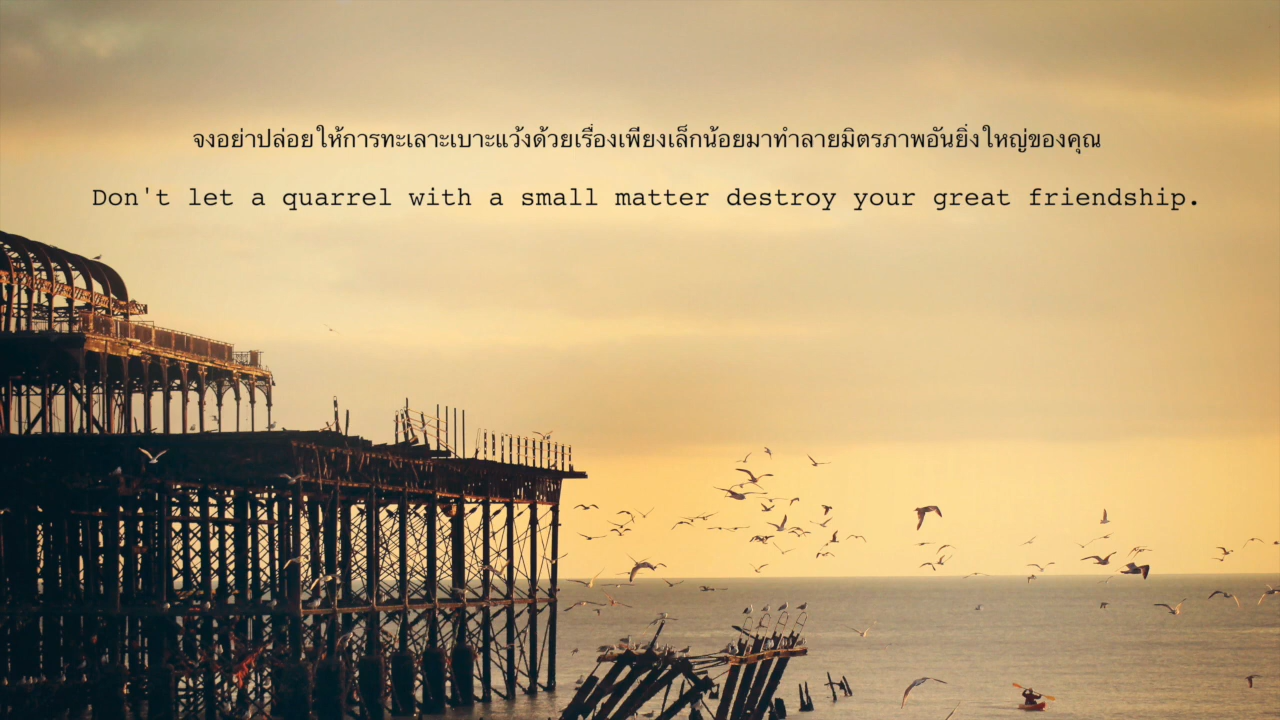 จงอย่าปล่อยให้การทะเลาะเบาะแว้งด้วยเรื่องเพียงเล็กน้อยมาทำลายมิตรภาพอันยิ่งใหญ่ของคุณ
Don't let a quarrel with a small matter destroy your great friendship.